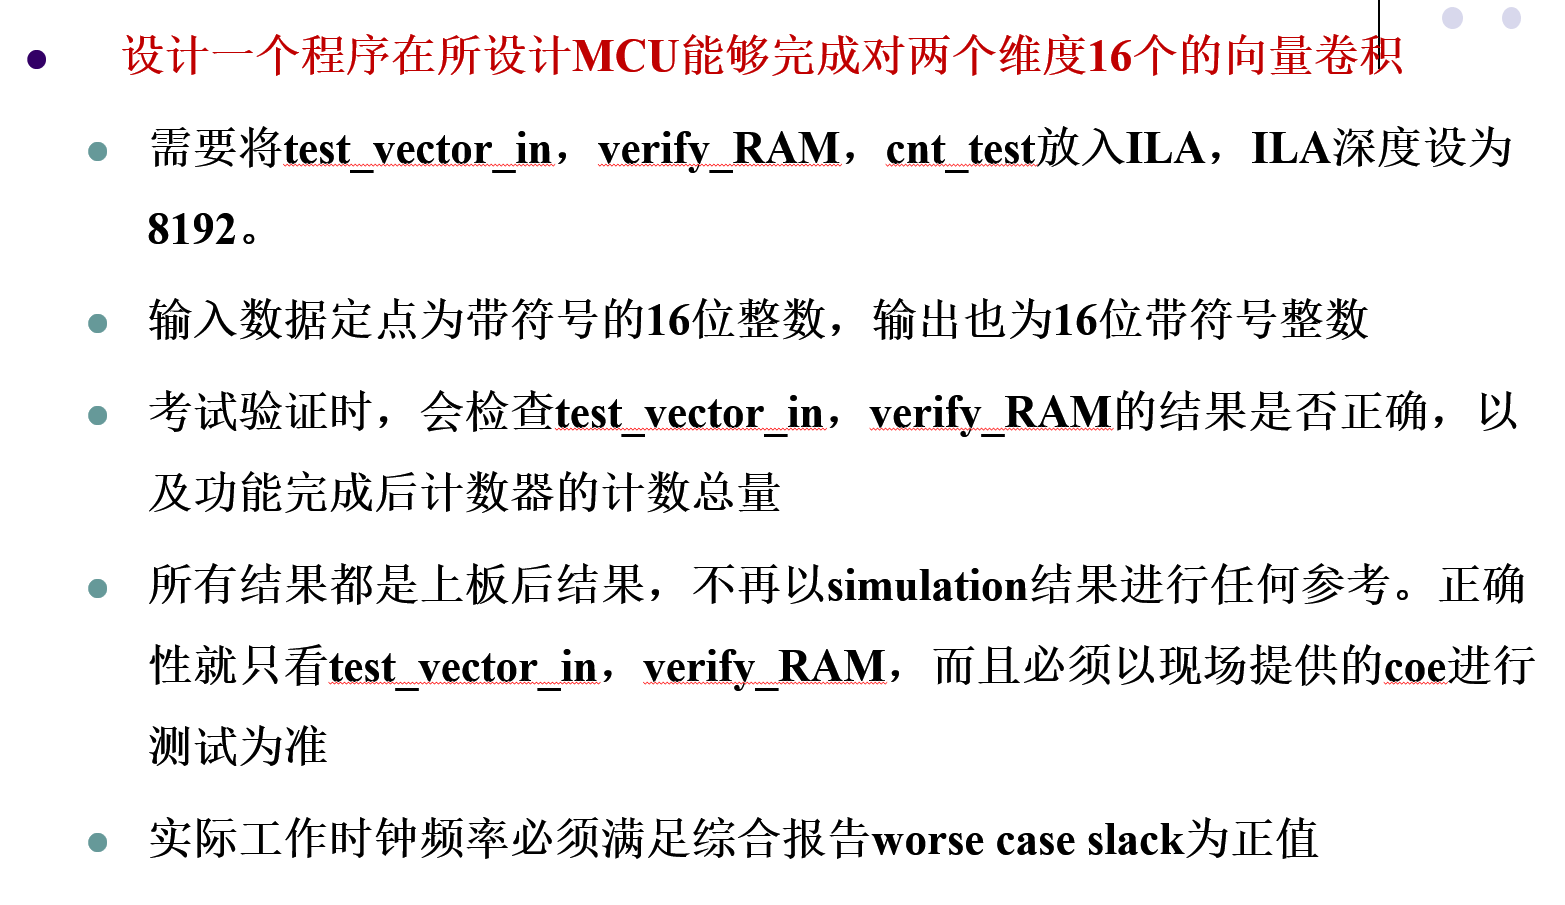 设计一个程序在所设计MCU能够完成对两个维度16个的向量卷积
需要将test_vector_in，verify_RAM，cnt_test放入ILA，ILA深度设为
8192。
输入数据定点为带符号的16位整数，输出也为16位带符号整数
考试验证时，会检查test_vector_in，verify_RAM的结果是否正确，以
及功能完成后计数器的计数总量
所有结果都是上板后结果，不再以simulation结果进行任何参考。正确
性就只看test_vector_in，verify_RAM，而且必须以现场提供的coe进行
测试为准
实际工作时钟频率必须满足综合报告worse case slack为正值